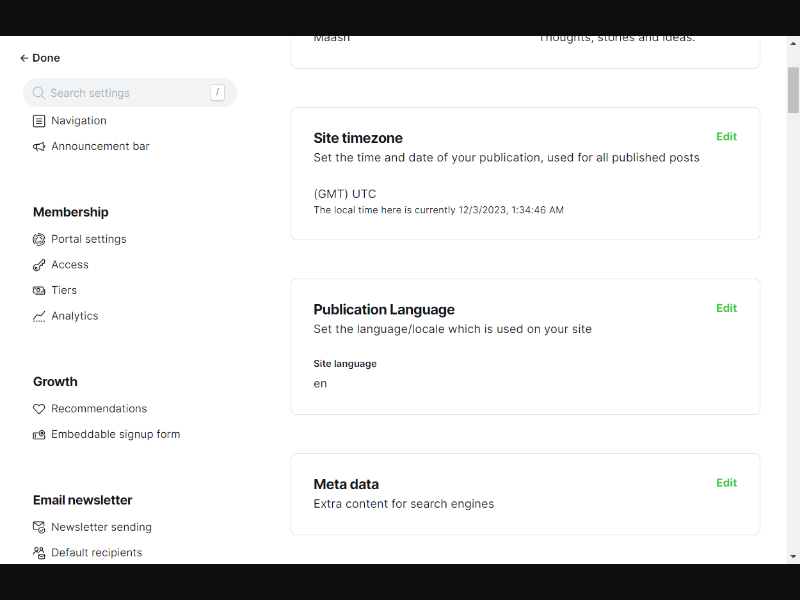 Done
Search settings /
Navigation
Announcement bar
Membership
Portal settings
Access
Tiers
Analytics
Growth
Recommendations
Embeddable signup form
Email newsletter
Newsletter sending
Default recipients
Maash
Thoughts, stories and ideas.
Site timezone
Edit
Set the time and date of your publication, used for all published posts
(GMT) UTC
The local time here is currently 12/3/2023, 1:34:46 AM
Publication Language
Edit
Set the language/locale which is used on your site
Site language
en
Meta data
Edit
Extra content for search engines